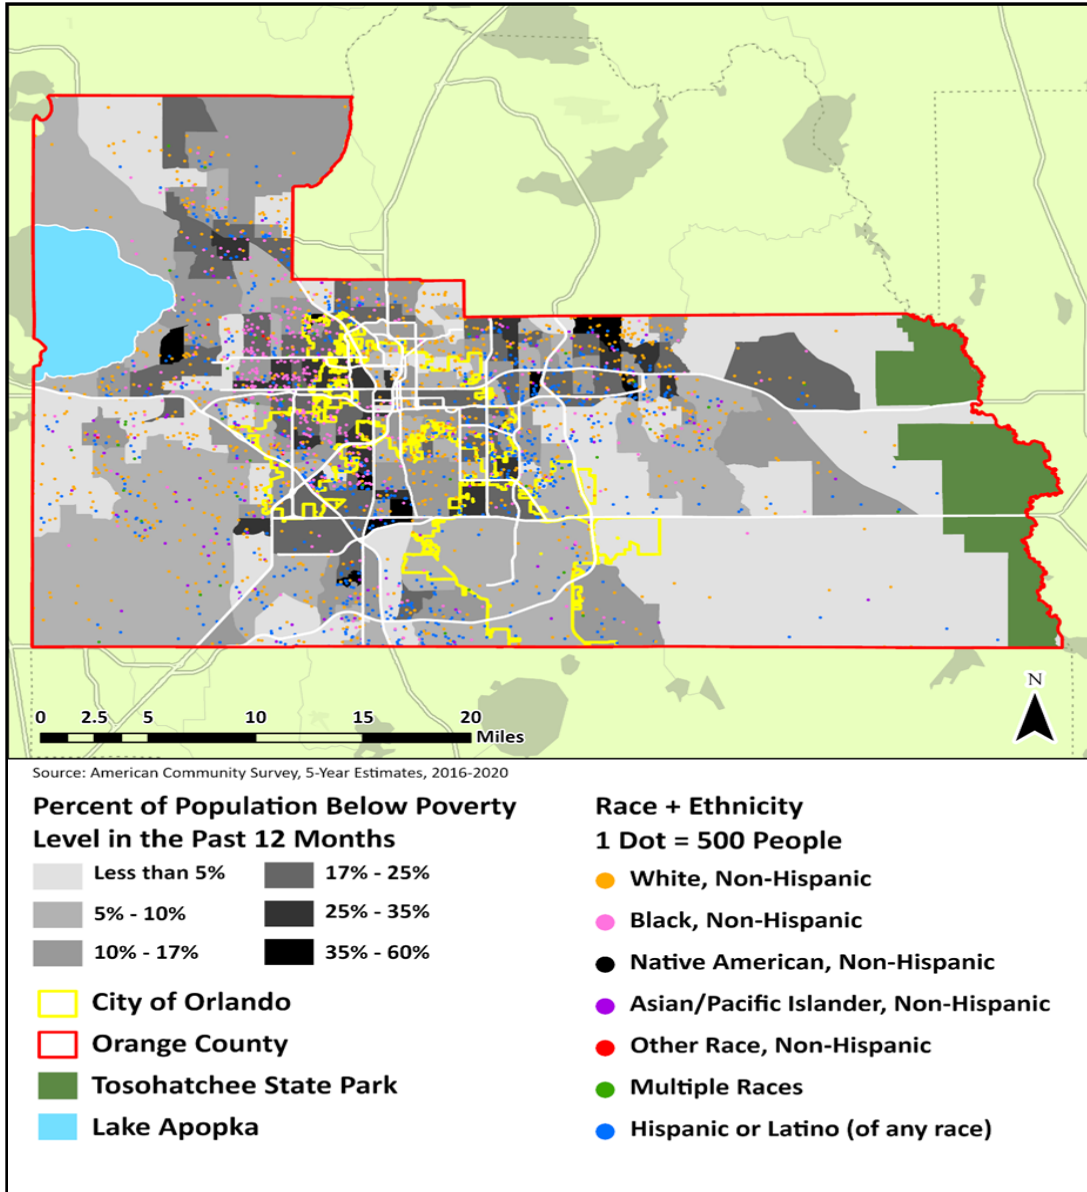 N
0 2.5 5 10 15 20
Miles
Source: American Community Survey, 5-Year Estimates, 2016-2020
Percent of Population Below Poverty
Level in the Past 12 Months
Less than 5%
5% - 10%
10% - 17%
17% - 25%
25% - 35%
35% - 60%
City of Orlando
Orange County
Tosohatchee State Park
Lake Apopka
Race + Ethnicity
1 Dot = 500 People
White, Non-Hispanic
Black, Non-Hispanic
Native American, Non-Hispanic
Asian/Pacific Islander, Non-Hispanic
Other Race, Non-Hispanic
Multiple Races
Hispanic or Latino (of any race)